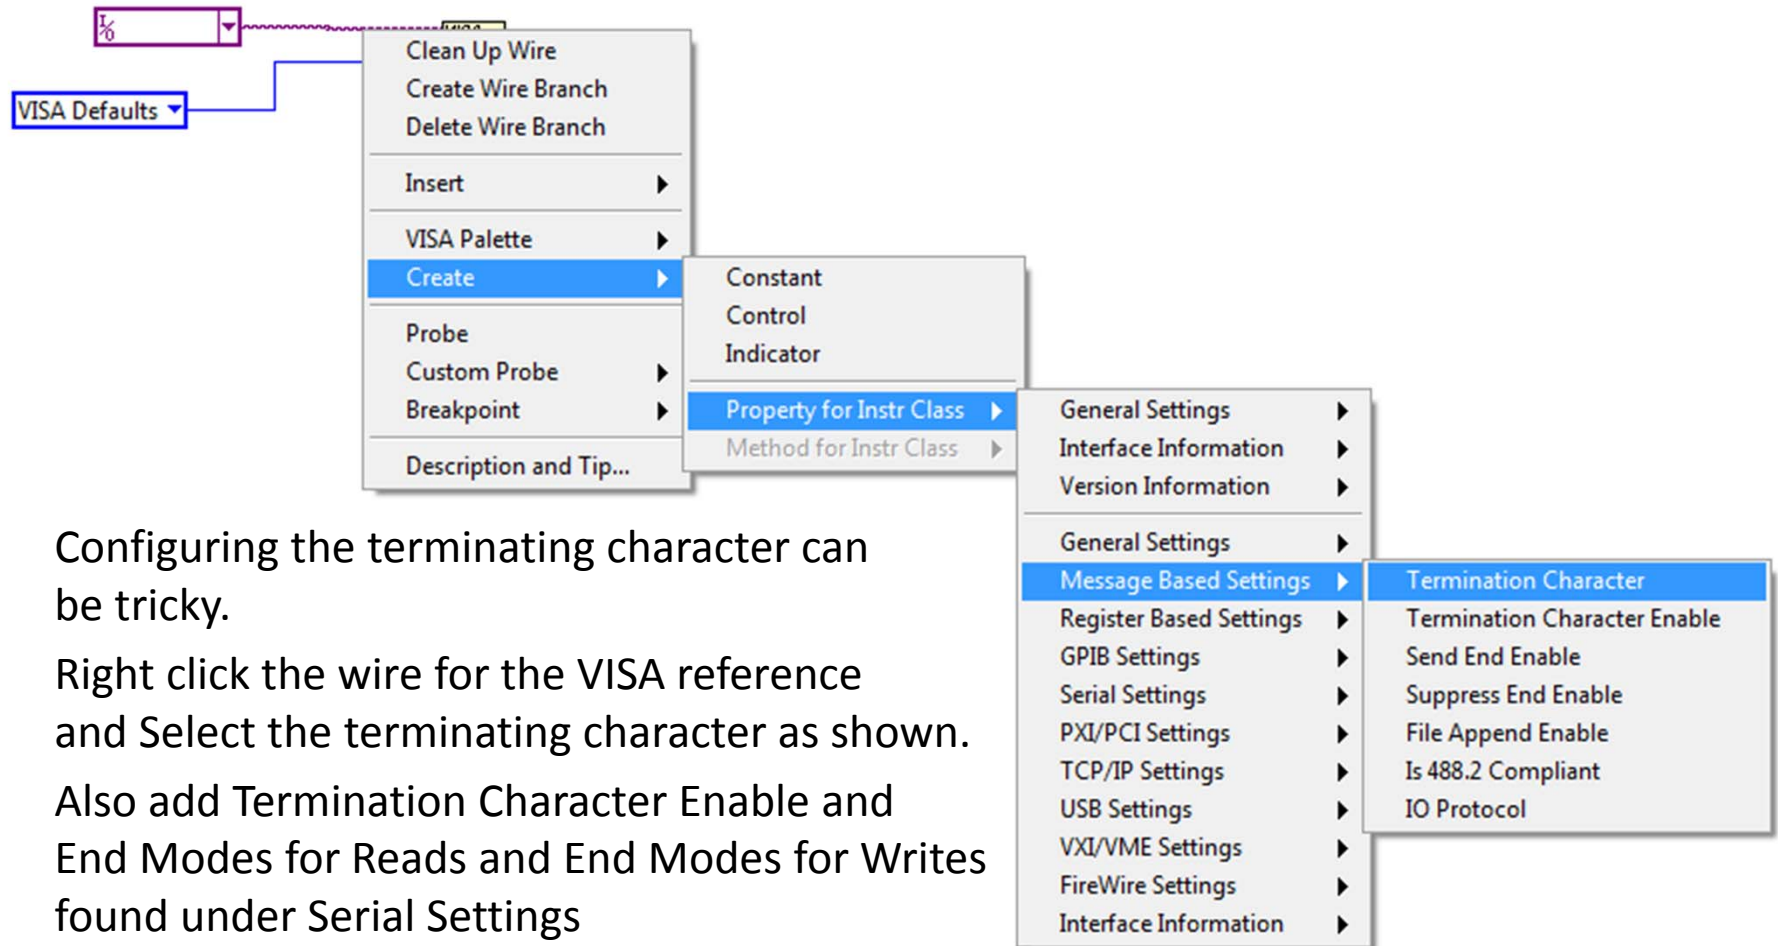 I/O
VISA Defaults
Clean Up Wire
Create Wire Branch
Delete Wire Branch
Insert
VISA Palette
Create
Probe
Custom Probe
Breakpoint
Description and Tip...
Constant
Control
Indicator
Property for Instr Class
Method for Instr Class
General Settings
Interface Information
Version Information
General Settings
Message Based Settings
Register Based Settings
GPIB Settings
Serial Settings
PXI/PCI Settings
TCP/IP Settings
USB Settings
VXI/VME Settings
FireWire Settings
Interface Information
Termination Character
Termination Character Enable
Send End Enable
Suppress End Enable
File Append Enable
Is 488.2 Compliant
IO Protocol
Configuring the terminating character can
be tricky.
Right click the wire for the VISA reference
and Select the terminating character as shown.
Also add Termination Character Enable and
End Modes for Reads and End Modes for Writes
found under Serial Settings